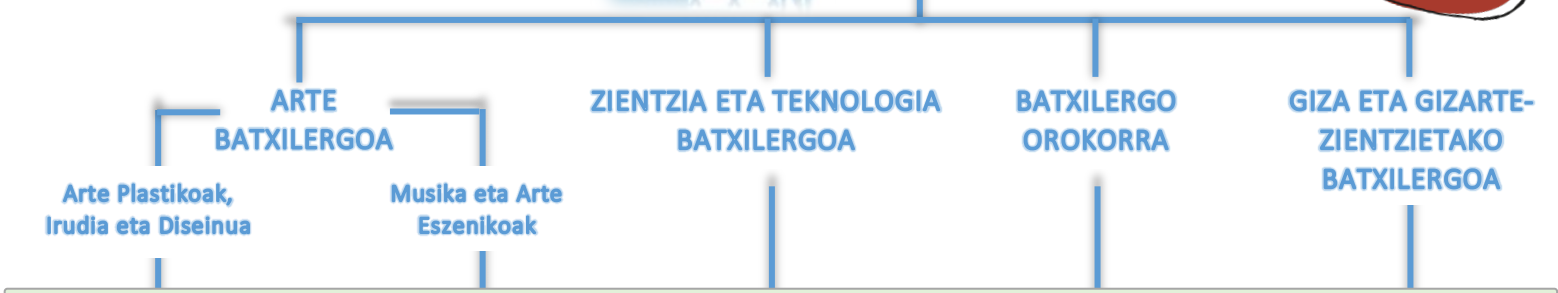 ARTE
BATXILERGOA
Arte Plastikoak,
Irudia eta Diseinua
Musika eta Arte
Eszenikoak
ZIENTZIA ETA TEKNOLOGIA
BATXILERGOA
BATXILERGO
OROKORRA
GIZA ETA GIZARTE-
ZIENTZIETAKO
BATXILERGOA